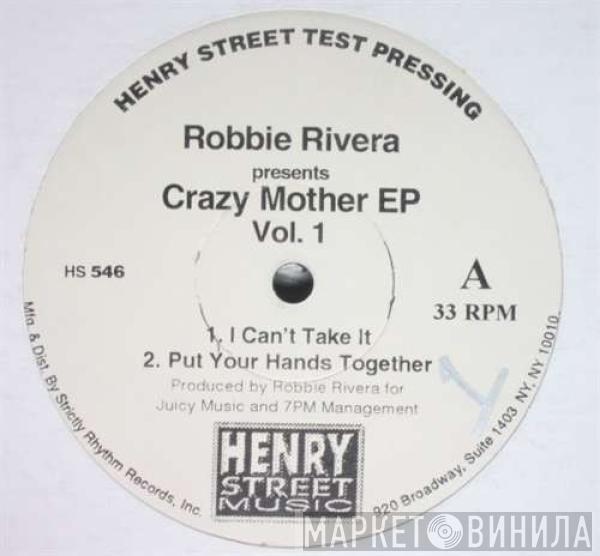 HENRY STREET TEST PRESSING
Robbie Rivera
presents
Crazy Mother EP
Vol. 1
HS 546
A
33 RPM
1. I Can't Take It
2. Put Your Hands Together
Produced by Robbie Rivera for
Juicy Music and 7PM Management
HENRY
STREET
MUSIC
Mfg. & Dist. By Strictly Rhythm Records, Inc.
920 Broadway, Suite 1403 NY, NY 10010
1
МАРКЕТ ВИНИЛА